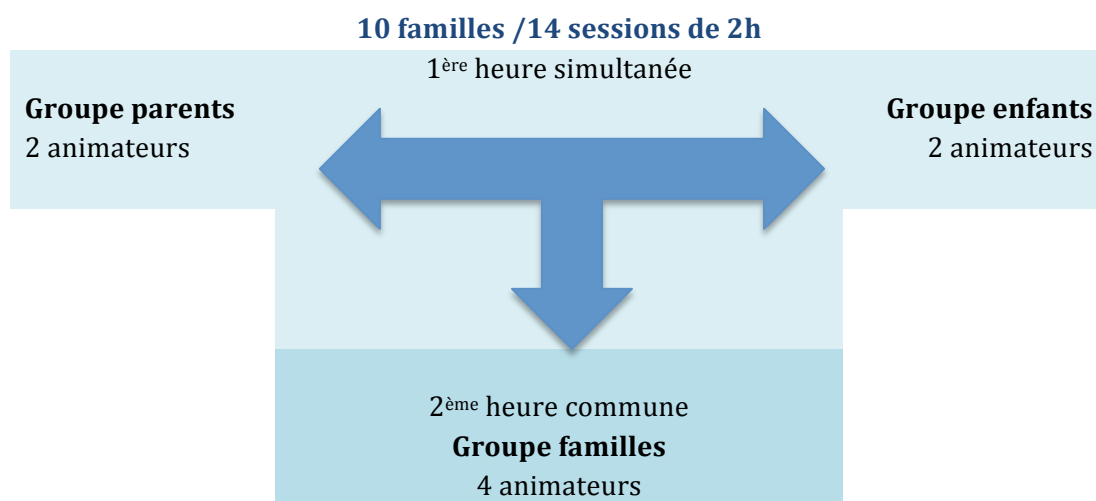 10 familles /14 sessions de 2h
1ère heure simultanée
Groupe parents
2 animateurs
Groupe enfants
2 animateurs
2ème heure commune
Groupe familles
4 animateurs